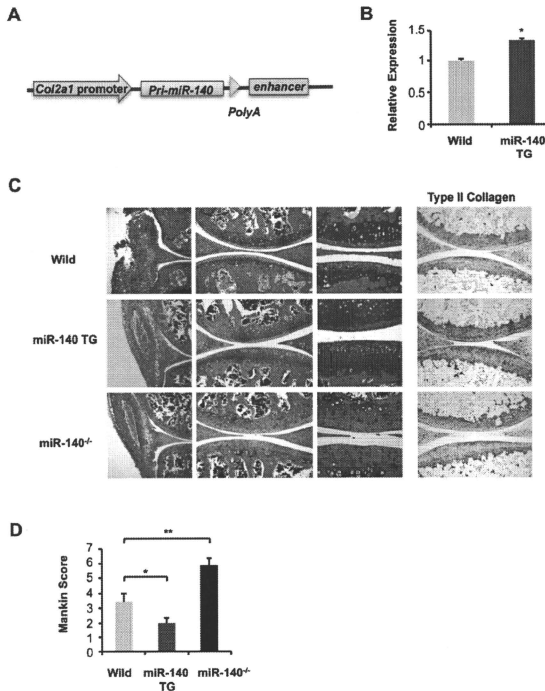 A
Col2a1 promoter
Pri-miR-140
enhancer
PolyA
B
Relative Expression
1.5
1
0.5
0
*
Wild
miR-140
TG
C
Type II Collagen
Wild
miR-140 TG
miR-140-/-
D
Mankin Score
7
6
5
4
3
2
1
0
**
*
Wild
miR-140
TG
miR-140-/-